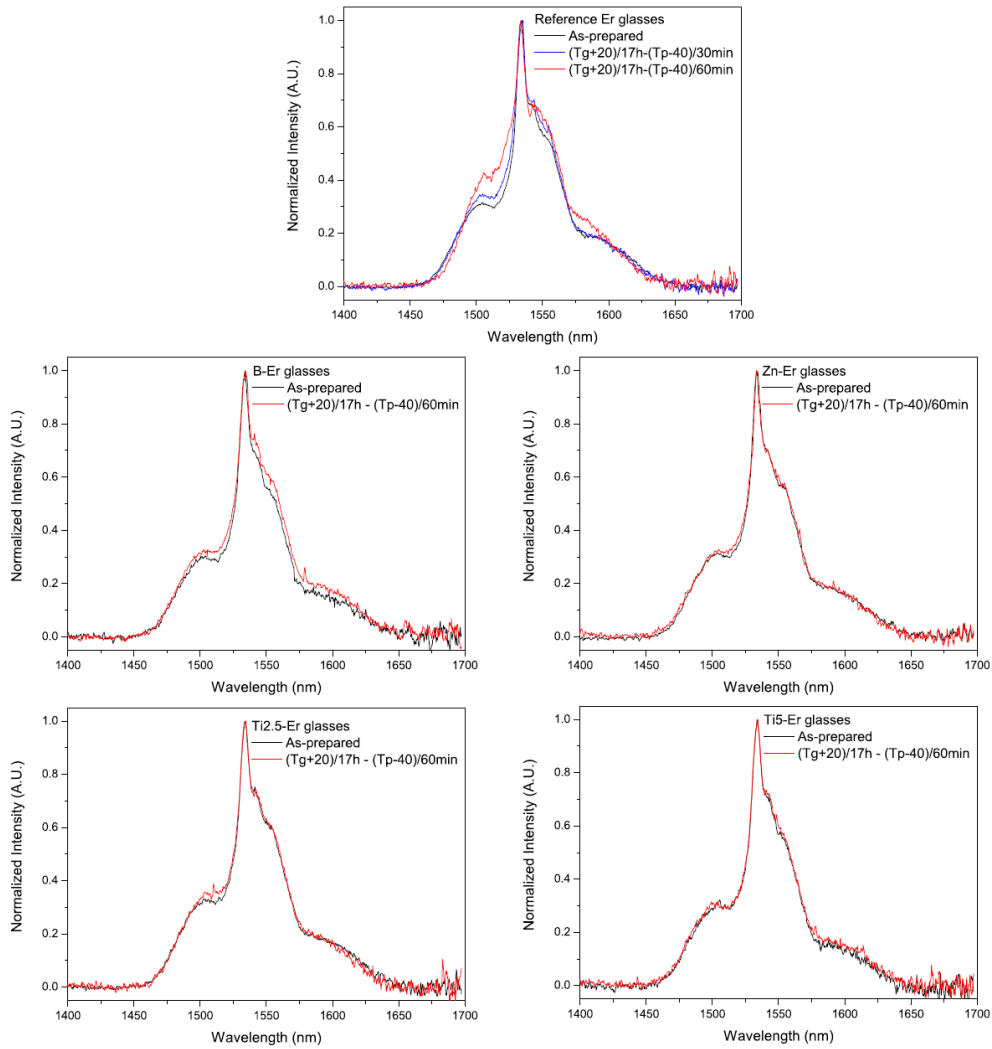 Reference Er glasses
As-prepared
(Tg+20)/17h-(Tp-40)/30min
(Tg+20)/17h-(Tp-40)/60min
Normalized Intensity (A.U.)
1.0
0.8
0.6
0.4
0.2
0.0
1400 1450 1500 1550 1600 1650 1700
Wavelength (nm)
B-Er glasses
As-prepared
(Tg+20)/17h - (Tp-40)/60min
Normalized Intensity (A.U.)
1.0
0.8
0.6
0.4
0.2
0.0
1400 1450 1500 1550 1600 1650 1700
Wavelength (nm)
Zn-Er glasses
As-prepared
(Tg+20)/17h - (Tp-40)/60min
Normalized Intensity (A.U.)
1.0
0.8
0.6
0.4
0.2
0.0
1400 1450 1500 1550 1600 1650 1700
Wavelength (nm)
Ti2.5-Er glasses
As-prepared
(Tg+20)/17h - (Tp-40)/60min
Normalized Intensity (A.U.)
1.0
0.8
0.6
0.4
0.2
0.0
1400 1450 1500 1550 1600 1650 1700
Wavelength (nm)
Ti5-Er glasses
As-prepared
(Tg+20)/17h - (Tp-40)/60min
Normalized Intensity (A.U.)
1.0
0.8
0.6
0.4
0.2
0.0
1400 1450 1500 1550 1600 1650 1700
Wavelength (nm)